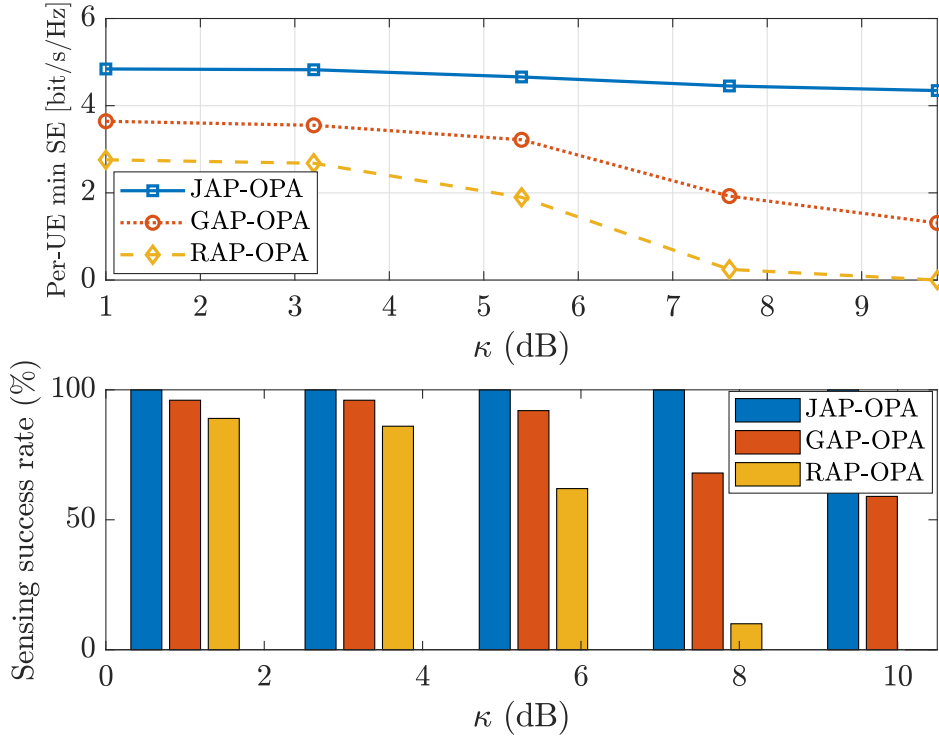 Per-UE min SE [bit/s/Hz]
6
4
2
0
JAP-OPA
GAP-OPA
RAP-OPA
1 2 3 4 5 6 7 8 9
κ (dB)
Sensing success rate (%)
100
50
0
JAP-OPA
GAP-OPA
RAP-OPA
0 2 4 6 8 10
κ (dB)